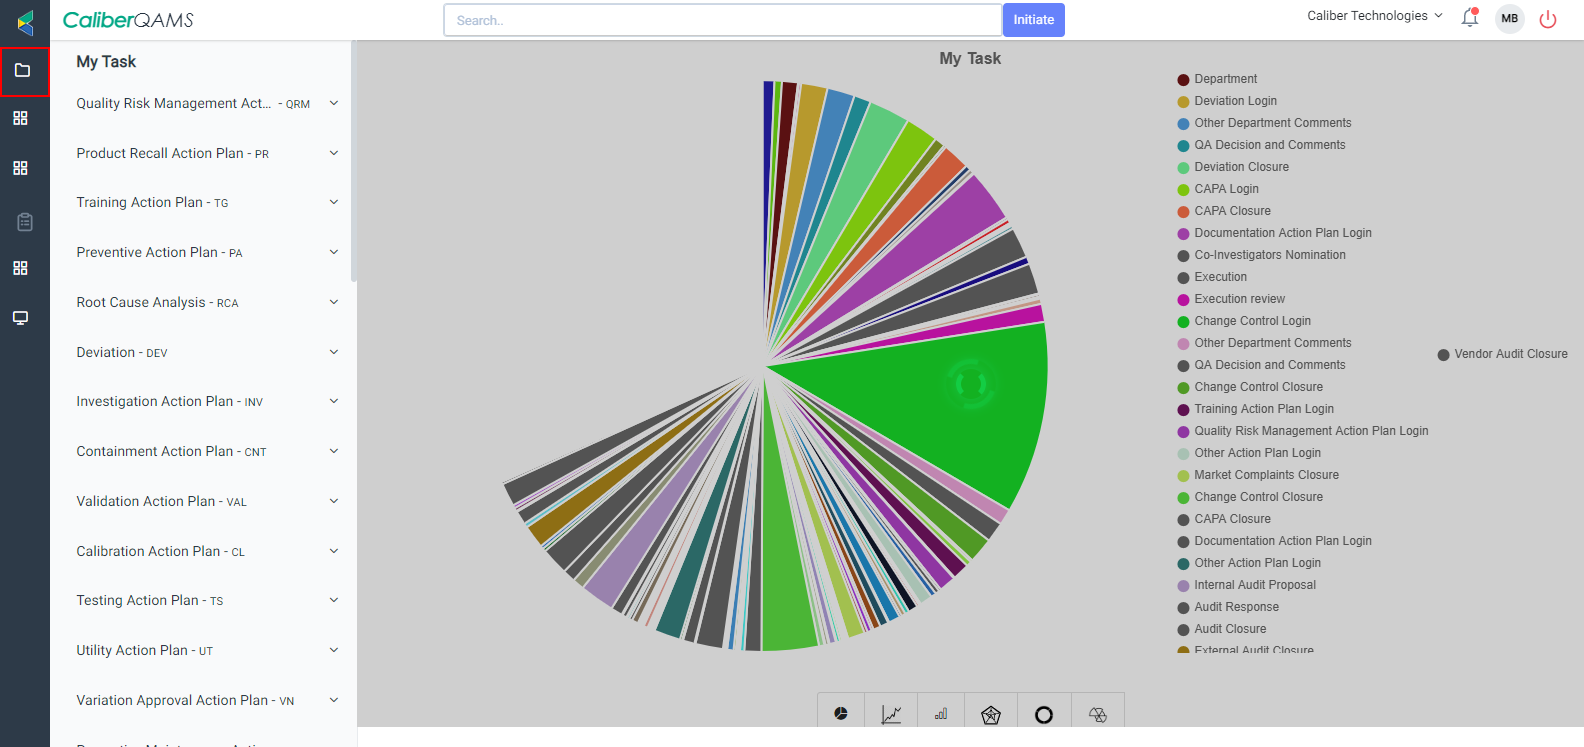 CaliberQAMS
Search..
Initiate
Caliber Technologies
MB
My Task
Quality Risk Management Act... - QRM
Product Recall Action Plan - PR
Training Action Plan - TG
Preventive Action Plan - PA
Root Cause Analysis - RCA
Deviation - DEV
Investigation Action Plan - INV
Containment Action Plan - CNT
Validation Action Plan - VAL
Calibration Action Plan - CL
Testing Action Plan - TS
Utility Action Plan - UT
Variation Approval Action Plan - VN
My Task
Department
Deviation Login
Other Department Comments
QA Decision and Comments
Deviation Closure
CAPA Login
CAPA Closure
Documentation Action Plan Login
Co-Investigators Nomination
Execution
Execution review
Change Control Login
Other Department Comments
QA Decision and Comments
Change Control Closure
Training Action Plan Login
Quality Risk Management Action Plan Login
Other Action Plan Login
Market Complaints Closure
Change Control Closure
CAPA Closure
Documentation Action Plan Login
Other Action Plan Login
Internal Audit Proposal
Audit Response
Audit Closure
External Audit Closure
Vendor Audit Closure